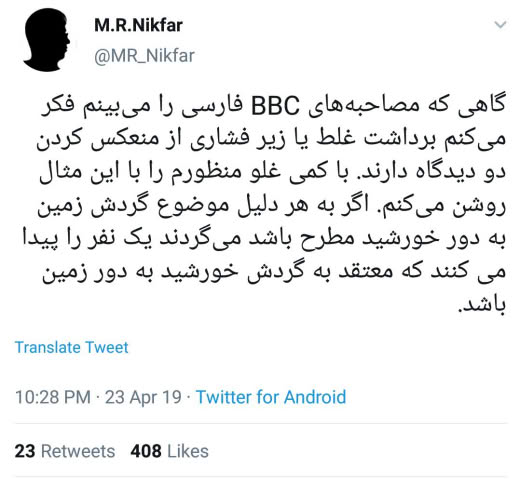 M.R.Nikfar
@MR_Nikfar
گاهی که مصاحبه‌های BBC فارسی را می‌بینم فکر
می‌کنم برداشت غلط یا زیر فشاری از منعکس کردن
دو دیدگاه دارند. با کمی غلو منظورم را با این مثال
روشن می‌کنم. اگر به هر دلیل موضوع گردش زمین
به دور خورشید مطرح باشد می‌گردند یک نفر را پیدا
می کنند که معتقد به گردش خورشید به دور زمین
باشد.
Translate Tweet
10:28 PM · 23 Apr 19 · Twitter for Android
23 Retweets 408 Likes